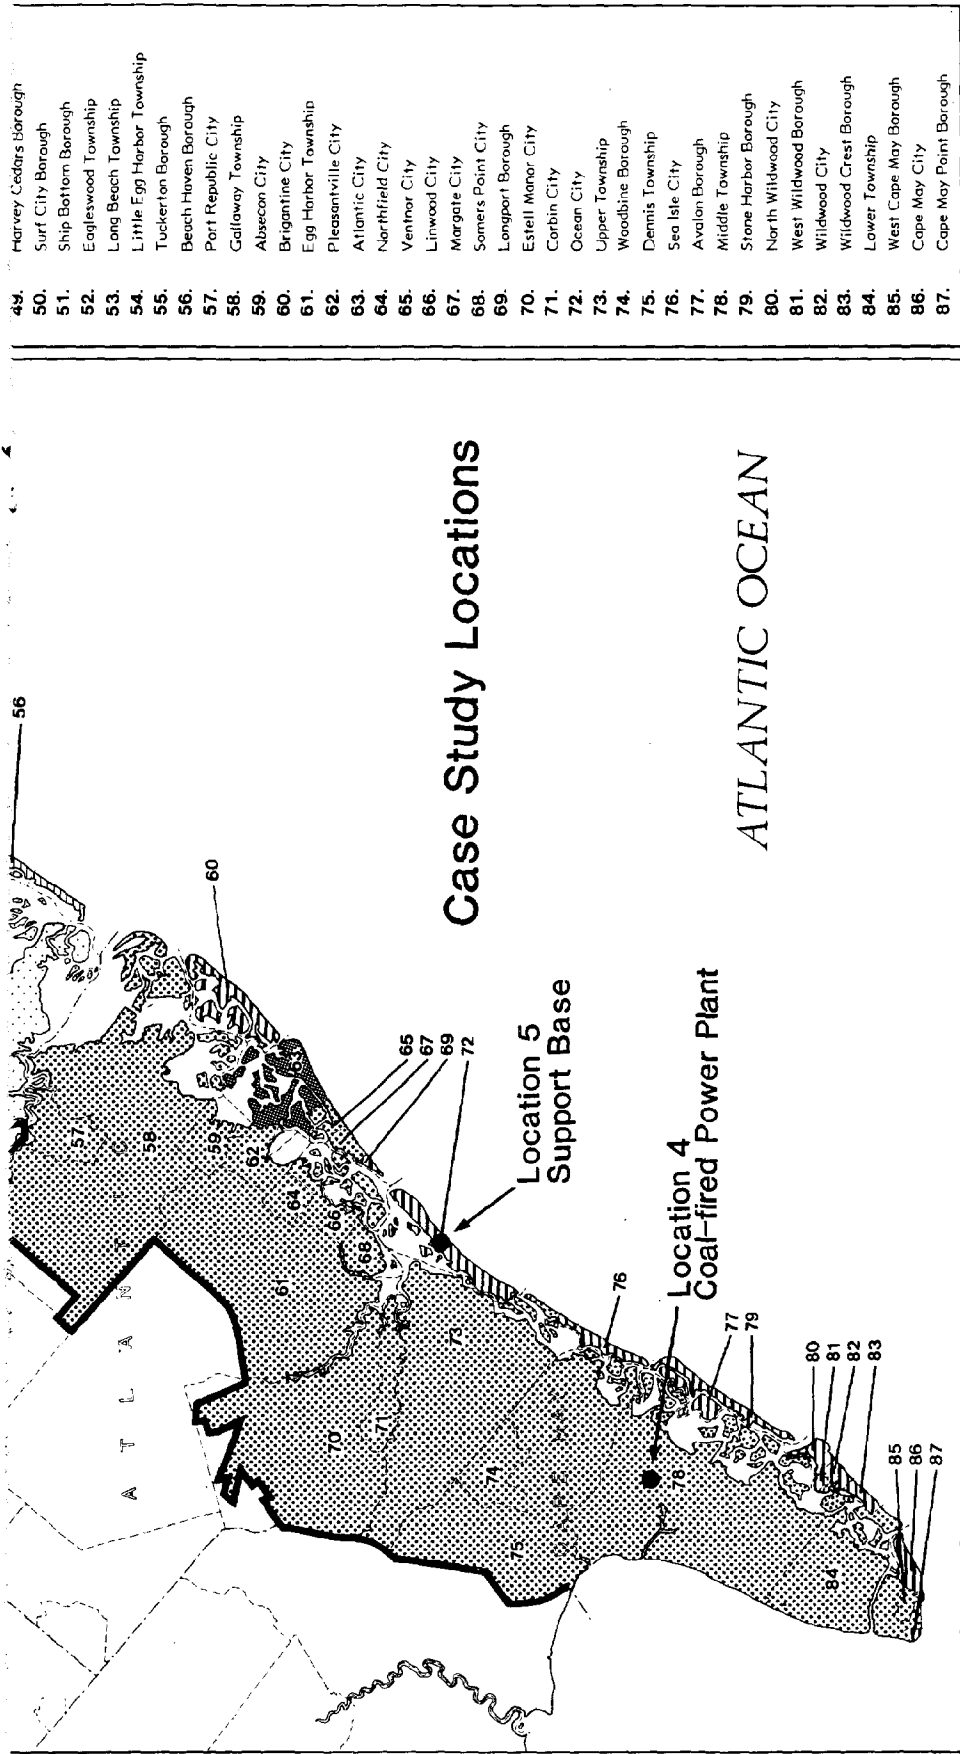 Case Study Locations
ATLANTIC OCEAN
Location 5
Support Base
Location 4
Coal-fired Power Plant
ATLANTIC
CAPE MAY
56
57
58
59
60
61
62
63
64
65
66
67
68
69
70
71
72
73
74
75
76
77
78
79
80
81
82
83
84
85
86
87
49. Harvey Cedars Borough
50. Surf City Borough
51. Ship Bottom Borough
52. Eagleswood Township
53. Long Beach Township
54. Little Egg Harbor Township
55. Tuckerton Borough
56. Beach Haven Borough
57. Port Republic City
58. Galloway Township
59. Absecon City
60. Brigantine City
61. Egg Harbor Township
62. Pleasantville City
63. Atlantic City
64. Northfield City
65. Ventnor City
66. Linwood City
67. Margate City
68. Somers Point City
69. Longport Borough
70. Estell Manor City
71. Corbin City
72. Ocean City
73. Upper Township
74. Woodbine Borough
75. Dennis Township
76. Sea Isle City
77. Avalon Borough
78. Middle Township
79. Stone Harbor Borough
80. North Wildwood City
81. West Wildwood Borough
82. Wildwood City
83. Wildwood Crest Borough
84. Lower Township
85. West Cape May Borough
86. Cape May City
87. Cape May Point Borough